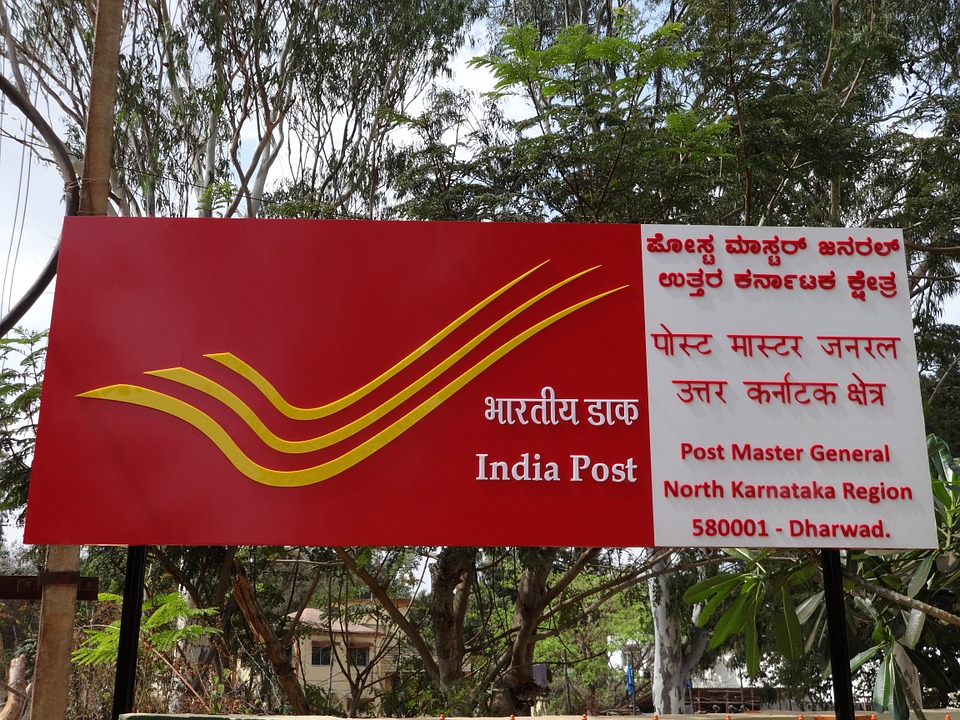 भारतीय डाक
India Post
ಪೋಸ್ಟ ಮಾಸ್ಟರ್ ಜನರಲ್
ಉತ್ತರ ಕರ್ನಾಟಕ ಕ್ಷೇತ್ರ
पोस्ट मास्टर जनरल
उत्तर कर्नाटक क्षेत्र
Post Master General
North Karnataka Region
580001 - Dharwad.